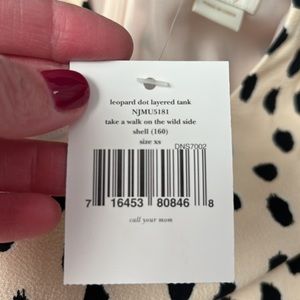 leopard dot layered tank
NJMU5181
take a walk on the wild side
shell (160)
size xs
DNS7002
7 16453 80846 8
call your mom